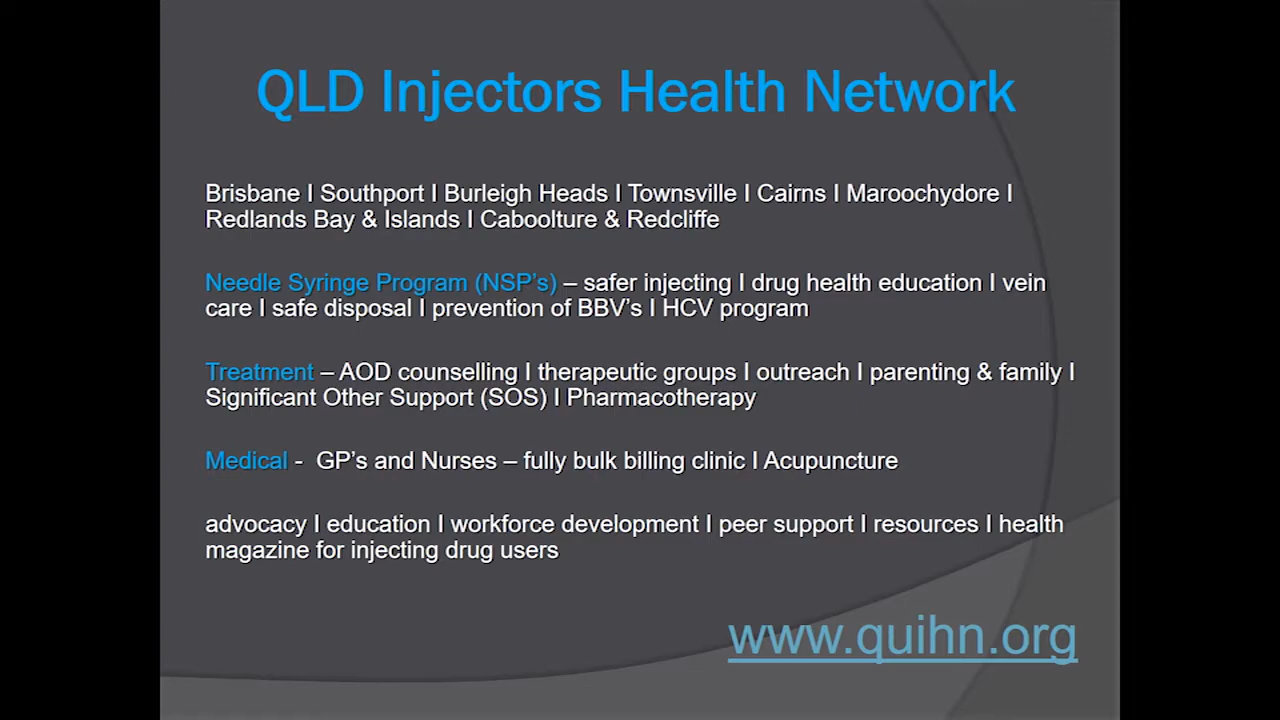 QLD Injectors Health Network
Brisbane I Southport I Burleigh Heads I Townsville I Cairns I Maroochydore I
Redlands Bay & Islands I Caboolture & Redcliffe
Needle Syringe Program (NSP's) – safer injecting I drug health education I vein
care I safe disposal I prevention of BBV's I HCV program
Treatment – AOD counselling I therapeutic groups I outreach I parenting & family I
Significant Other Support (SOS) I Pharmacotherapy
Medical - GP's and Nurses – fully bulk billing clinic I Acupuncture
advocacy I education I workforce development I peer support I resources I health
magazine for injecting drug users
www.quihn.org